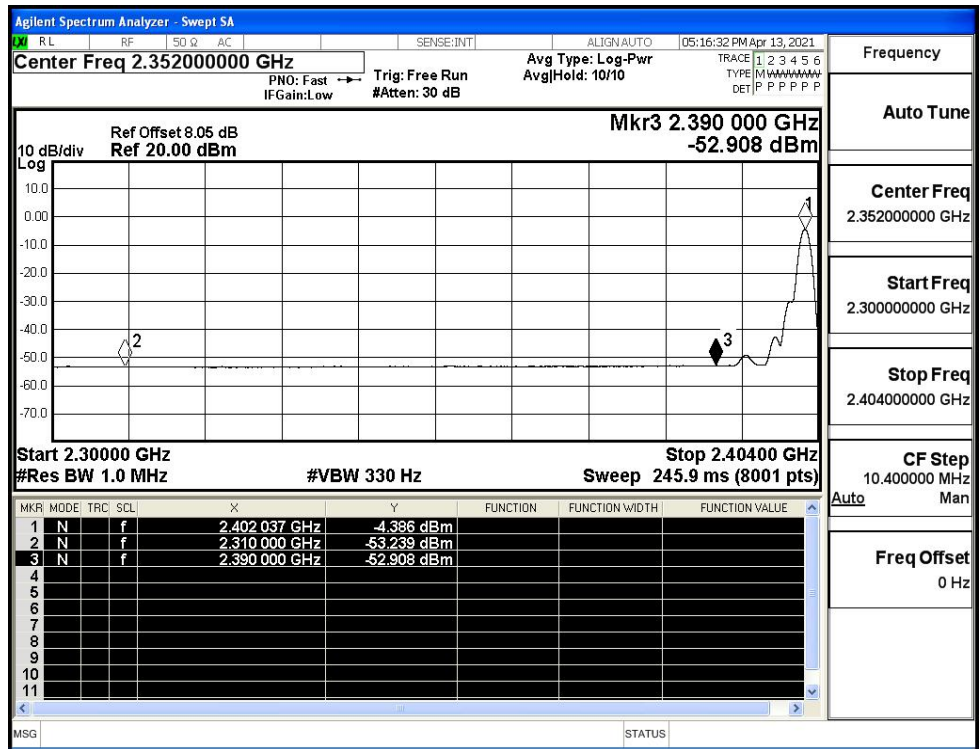 Agilent Spectrum Analyzer - Swept SA
LXI RL RF 50 Ω AC SENSE:INT ALIGN AUTO 05:16:32 PM Apr 13, 2021
Center Freq 2.352000000 GHz
PNO: Fast
IFGain:Low
Trig: Free Run
#Atten: 30 dB
Avg Type: Log-Pwr
Avg|Hold: 10/10
TRACE 1 2 3 4 5 6
TYPE M W W W W W
DET P P P P P P
Mkr3 2.390 000 GHz
-52.908 dBm
Ref Offset 8.05 dB
10 dB/div Ref 20.00 dBm
Log
10.0
0.00
-10.0
-20.0
-30.0
-40.0
-50.0
-60.0
-70.0
1
2
3
Start 2.30000 GHz Stop 2.40400 GHz
#Res BW 1.0 MHz #VBW 330 Hz Sweep 245.9 ms (8001 pts)
MKR MODE TRC SCL X Y FUNCTION FUNCTION WIDTH FUNCTION VALUE
1 N f 2.402 037 GHz -4.386 dBm
2 N f 2.310 000 GHz -53.239 dBm
3 N f 2.390 000 GHz -52.908 dBm
4
5
6
7
8
9
10
11
MSG STATUS
Frequency
Auto Tune
Center Freq
2.352000000 GHz
Start Freq
2.300000000 GHz
Stop Freq
2.404000000 GHz
CF Step
10.400000 MHz
Auto Man
Freq Offset
0 Hz